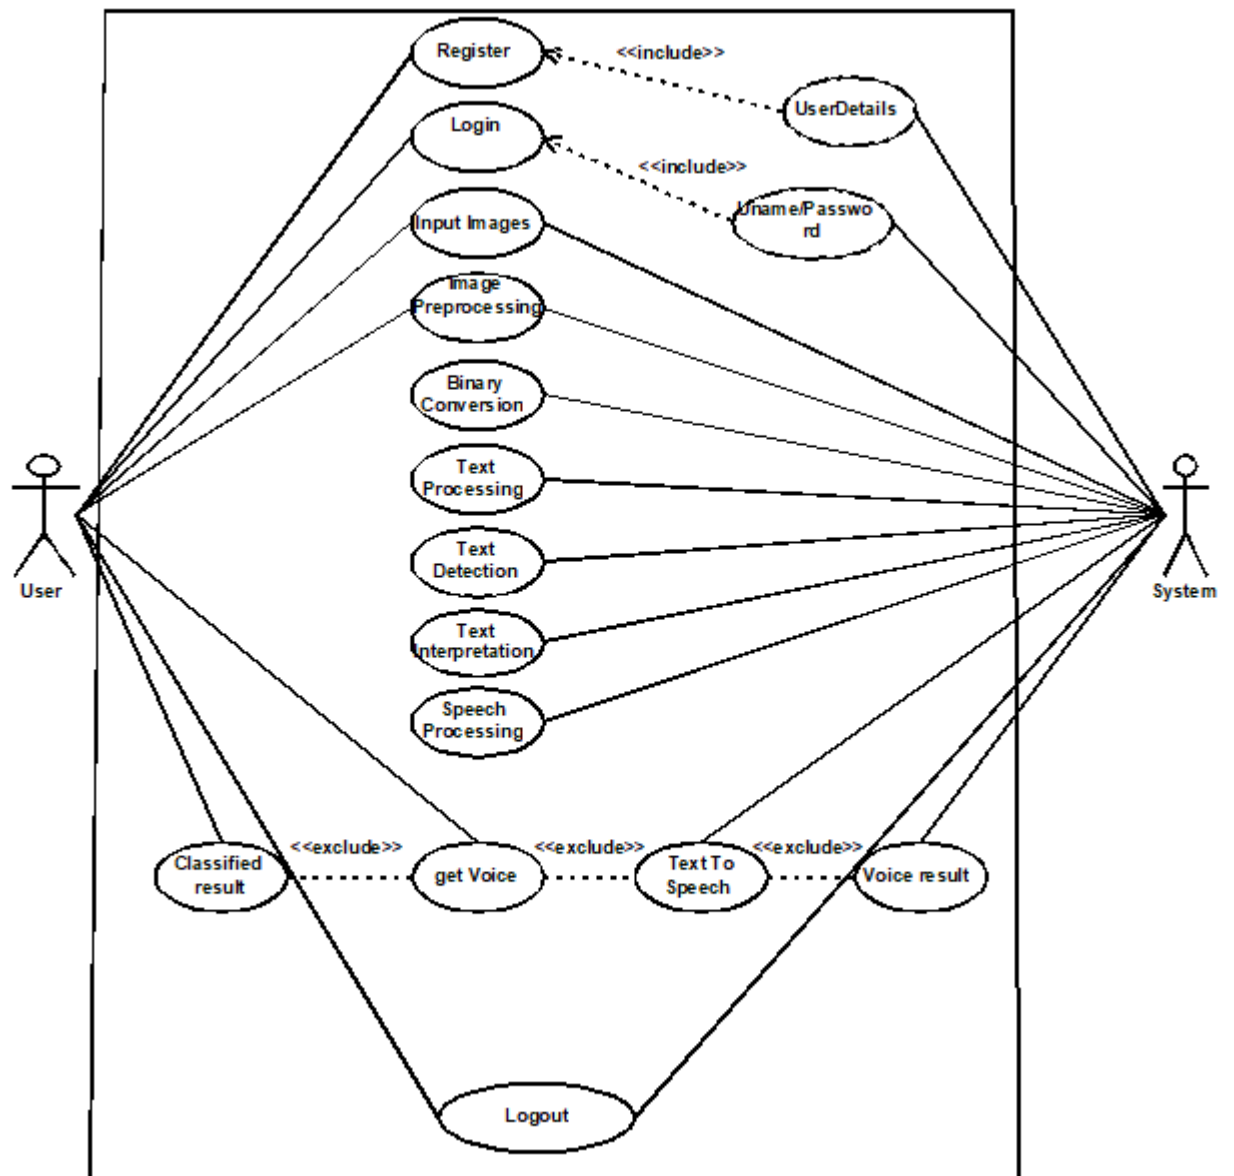 Register
<<include>>
UserDetails
Login
<<include>>
Uname/Passwo
rd
Input Images
Image
Preprocessing
Binary
Conversion
Text
Processing
Text
Detection
User
System
Text
Interpretation
Speech
Processing
Classified
result
<<exclude>>
get Voice
<<exclude>>
Text To
Speech
<<exclude>>
Voice result
Logout